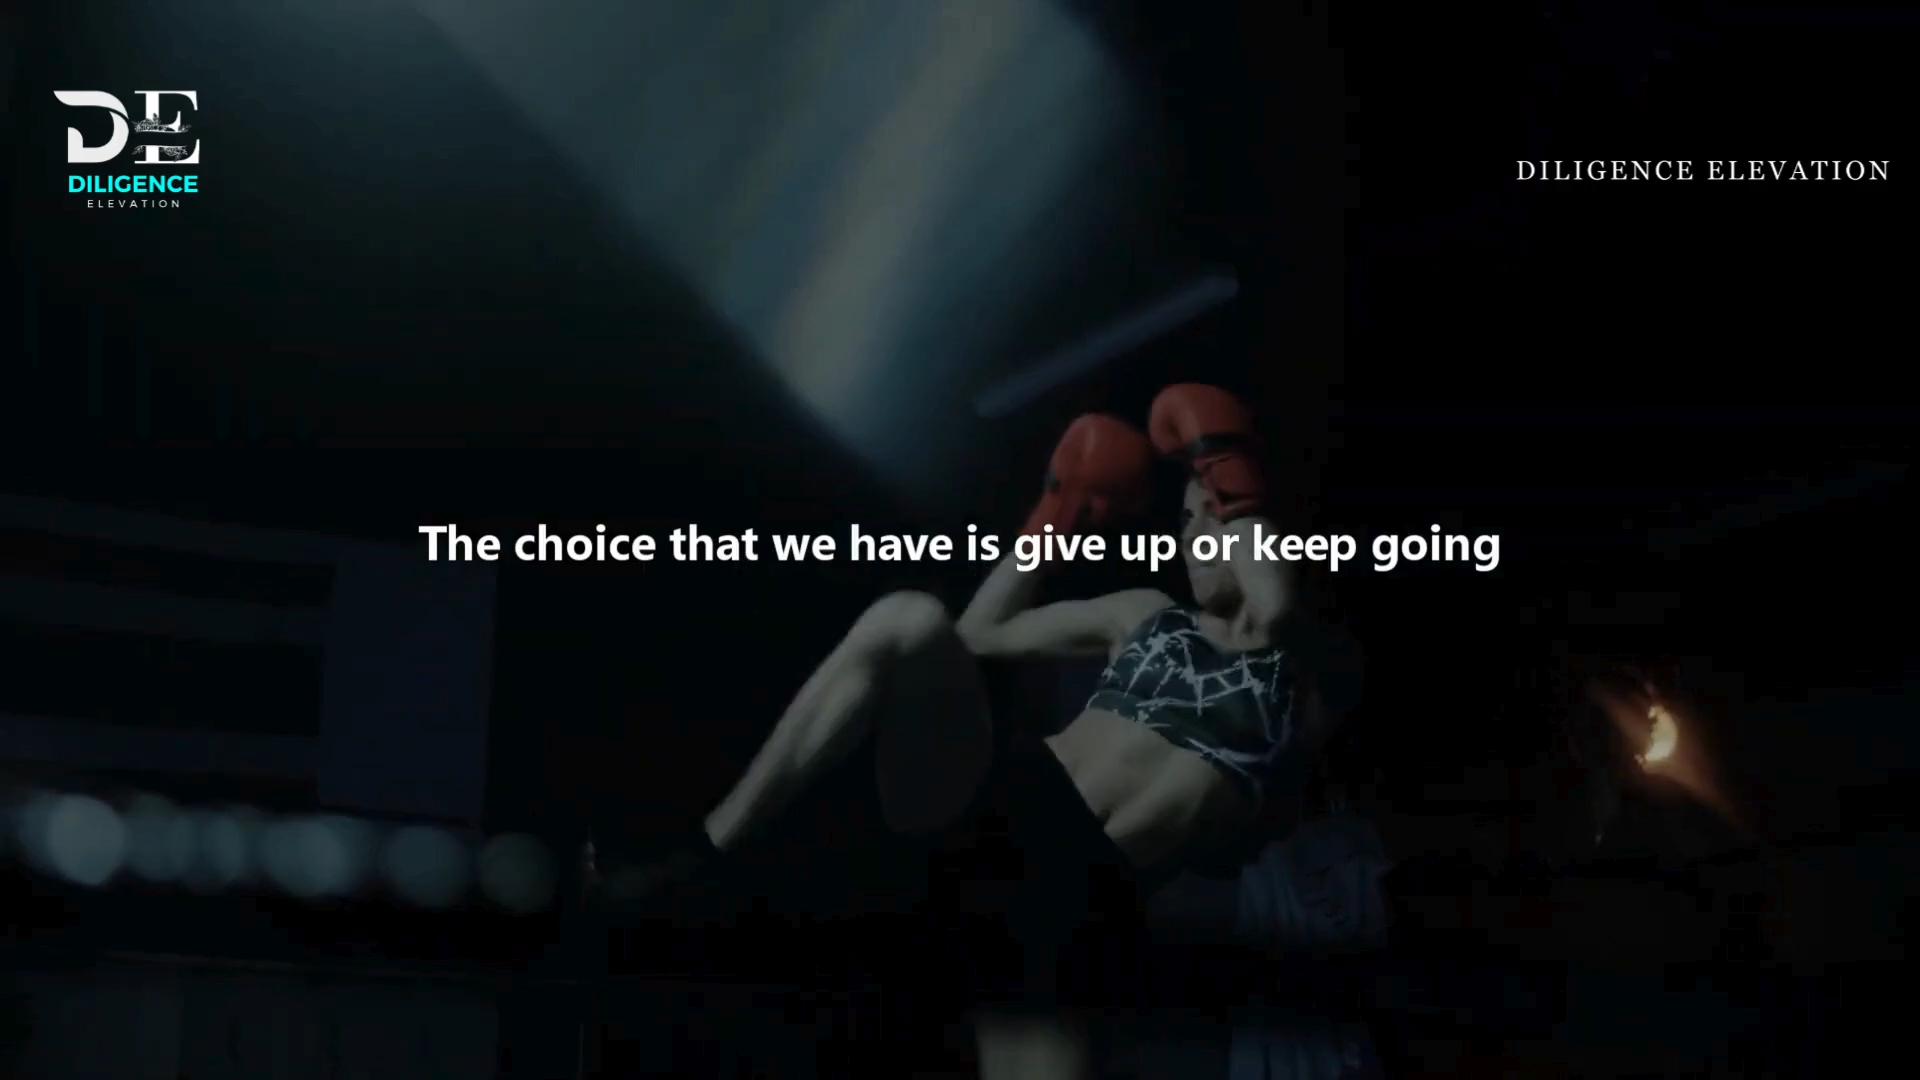 DE
DILIGENCE
ELEVATION
DILIGENCE ELEVATION
The choice that we have is give up or keep going